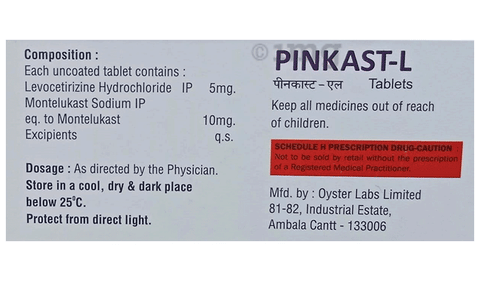 Composition :
Each uncoated tablet contains :
Levocetirizine Hydrochloride IP 5mg.
Montelukast Sodium IP
eq. to Montelukast 10mg.
Excipients q.s.
Dosage : As directed by the Physician.
Store in a cool, dry & dark place
below 25°C.
Protect from direct light.
PINKAST-L
पीनकास्ट - एल Tablets
Keep all medicines out of reach
of children.
SCHEDULE H PRESCRIPTION DRUG-CAUTION
Not to be sold by retail without the prescription
of a Registered Medical Practitioner.
Mfd. by : Oyster Labs Limited
81-82, Industrial Estate,
Ambala Cantt - 133006